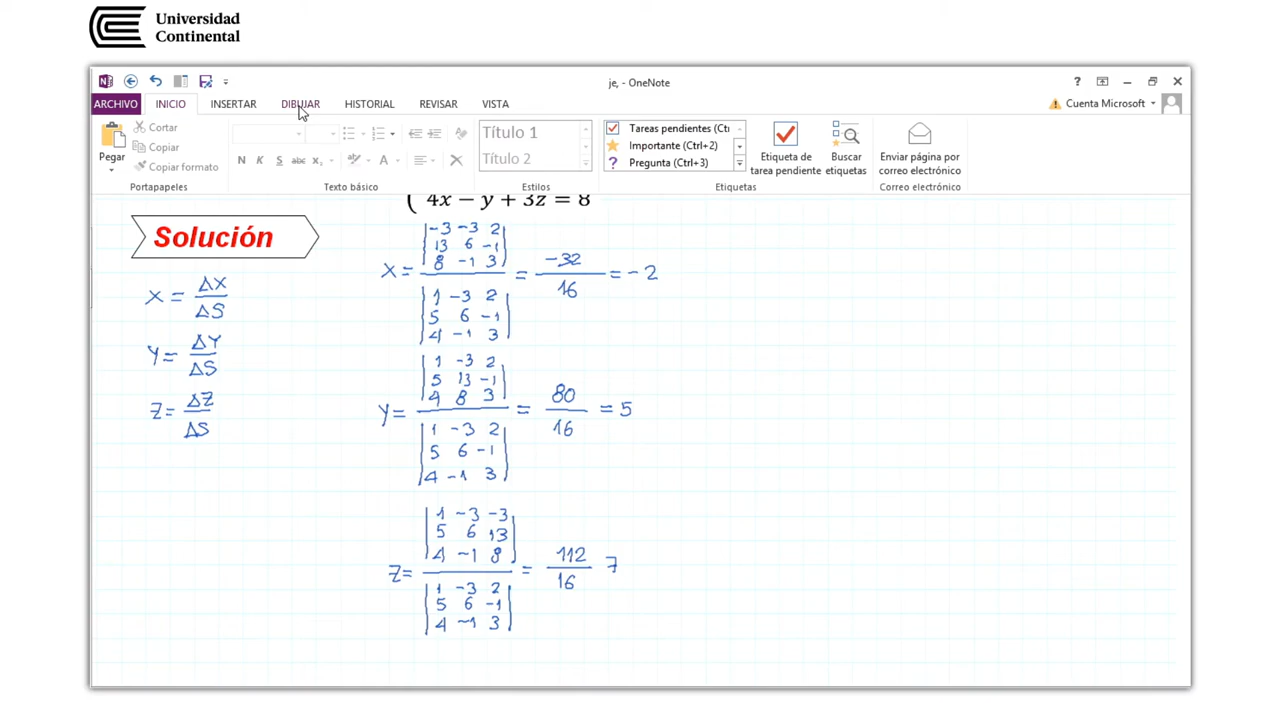 Universidad
Continental
je, - OneNote
ARCHIVO INICIO INSERTAR DIBUJAR HISTORIAL REVISAR VISTA
Cuenta Microsoft
Pegar
Cortar
Copiar
Copiar formato
Portapapeles
N K S abc x₂ A
Texto básico
Título 1
Título 2
Estilos
Tareas pendientes (Ctr
Importante (Ctrl+2)
Pregunta (Ctrl+3)
Etiqueta de
tarea pendiente
Buscar
etiquetas
Etiquetas
Enviar página por
correo electrónico
Correo electrónico
4x − y + 3z = 8
Solución
X = ΔX / ΔS
Y = ΔY / ΔS
Z = ΔZ / ΔS
|-3 -3 2|
|13 6 -1|
|8 -1 3|
X = ___ = -32 / 16 = -2
|1 -3 2|
|5 6 -1|
|4 -1 3|
|1 -3 2|
|5 13 -1|
|4 8 3|
Y = ___ = 80 / 16 = 5
|1 -3 2|
|5 6 -1|
|4 -1 3|
|1 -3 -3|
|5 6 13|
|4 -1 8|
Z = ___ = 112 / 16 7
|1 -3 2|
|5 6 -1|
|4 -1 3|